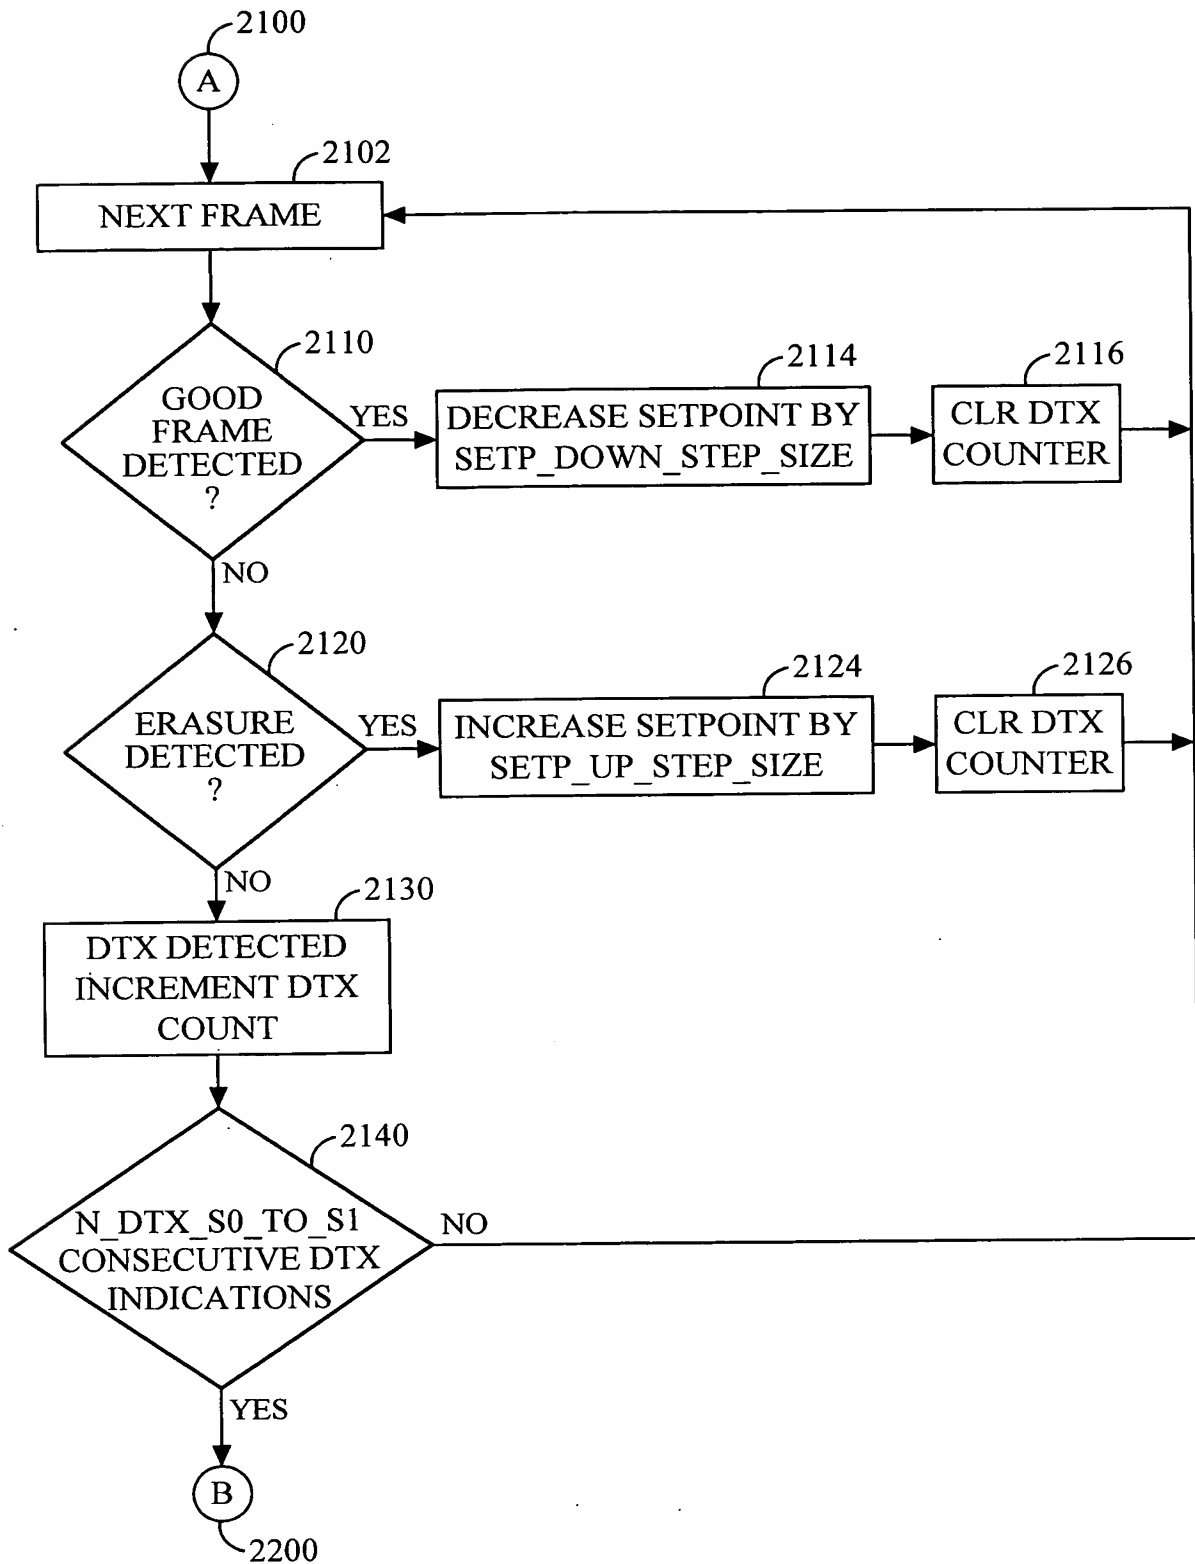 2100
A
2102
NEXT FRAME
2110
GOOD
FRAME
DETECTED
?
YES
2114
DECREASE SETPOINT BY
SETP_DOWN_STEP_SIZE
2116
CLR DTX
COUNTER
NO
2120
ERASURE
DETECTED
?
YES
2124
INCREASE SETPOINT BY
SETP_UP_STEP_SIZE
2126
CLR DTX
COUNTER
NO
2130
DTX DETECTED
INCREMENT DTX
COUNT
2140
N_DTX_S0_TO_S1
CONSECUTIVE DTX
INDICATIONS
NO
YES
B
2200